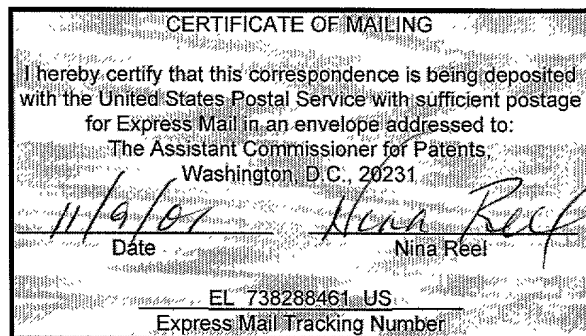 CERTIFICATE OF MAILING
I hereby certify that this correspondence is being deposited
with the United States Postal Service with sufficient postage
for Express Mail in an envelope addressed to:
The Assistant Commissioner for Patents,
Washington, D.C., 20231
11/9/01 Nina Reel
Date Nina Reel
EL 738288461 US
Express Mail Tracking Number